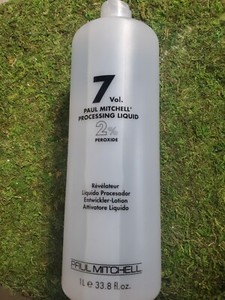 7 Vol.
PAUL MITCHELL®
PROCESSING LIQUID
2%
PEROXIDE
Révélateur
Líquido Procesador
Entwickler-Lotion
Attivatore Liquido
PAUL MITCHELL
1L e 33.8 fl.oz.